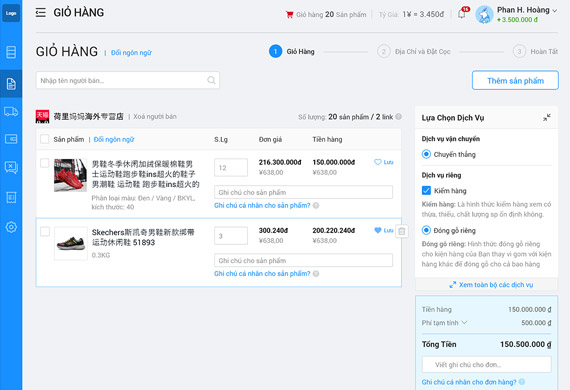 Logo
GIỎ HÀNG
Giỏ hàng 20 Sản phẩm
Tỷ Giá: 1¥ = 3.450đ
16
Phan H. Hoàng
+ 3.500.000 đ
GIỎ HÀNG | Đổi ngôn ngữ
1 Giỏ Hàng
2 Địa Chỉ và Đặt Cọc
3 Hoàn Tất
Nhập tên người bán...
Thêm sản phẩm
天猫 荷里妈妈海外专营店 | Xoá người bán
Số lượng: 20 sản phẩm / 2 link
Sản phẩm | Đổi ngôn ngữ
S.Lg
Đơn giá
Tiền hàng
男鞋冬季休闲加绒保暖棉鞋男
士运动鞋跑步鞋ins超火的鞋子
男潮鞋 运动鞋 跑步鞋ins超火的
Phân loại màu: Đen / Vàng / BKYL,
kích thước: 40
12
216.300.000đ
¥638,00
150.000.000đ
¥638,00
Lưu
Ghi chú cho sản phẩm!
Ghi chú cá nhân cho sản phẩm?
Skechers斯凯奇男鞋新款绑带
运动休闲鞋 51893
0.3KG
3
300.240đ
¥638,00
200.220.240đ
¥638,00
Lưu
Ghi chú cho sản phẩm!
Ghi chú cá nhân cho sản phẩm?
Lựa Chọn Dịch Vụ
Dịch vụ vận chuyển
Chuyển thẳng
Dịch vụ riêng
Kiểm hàng
Kiểm hàng: Là hình thức kiểm hàng xem có
thừa, thiếu, chất lượng sp ổn định không.
Đóng gỗ riêng
Đóng gỗ riêng: Hình thức đóng gỗ riêng
cho kiện hàng của Bạn thay vì gom với kiện
hàng khác để đóng gỗ cho cả bao hàng
Xem toàn bộ các dịch vụ
Tiền hàng 150.000.000 ₫
Phí tạm tính 500.000 ₫
Tổng Tiền 150.500.000 ₫
Viết ghi chú cho đơn...
Ghi chú cá nhân cho đơn hàng?